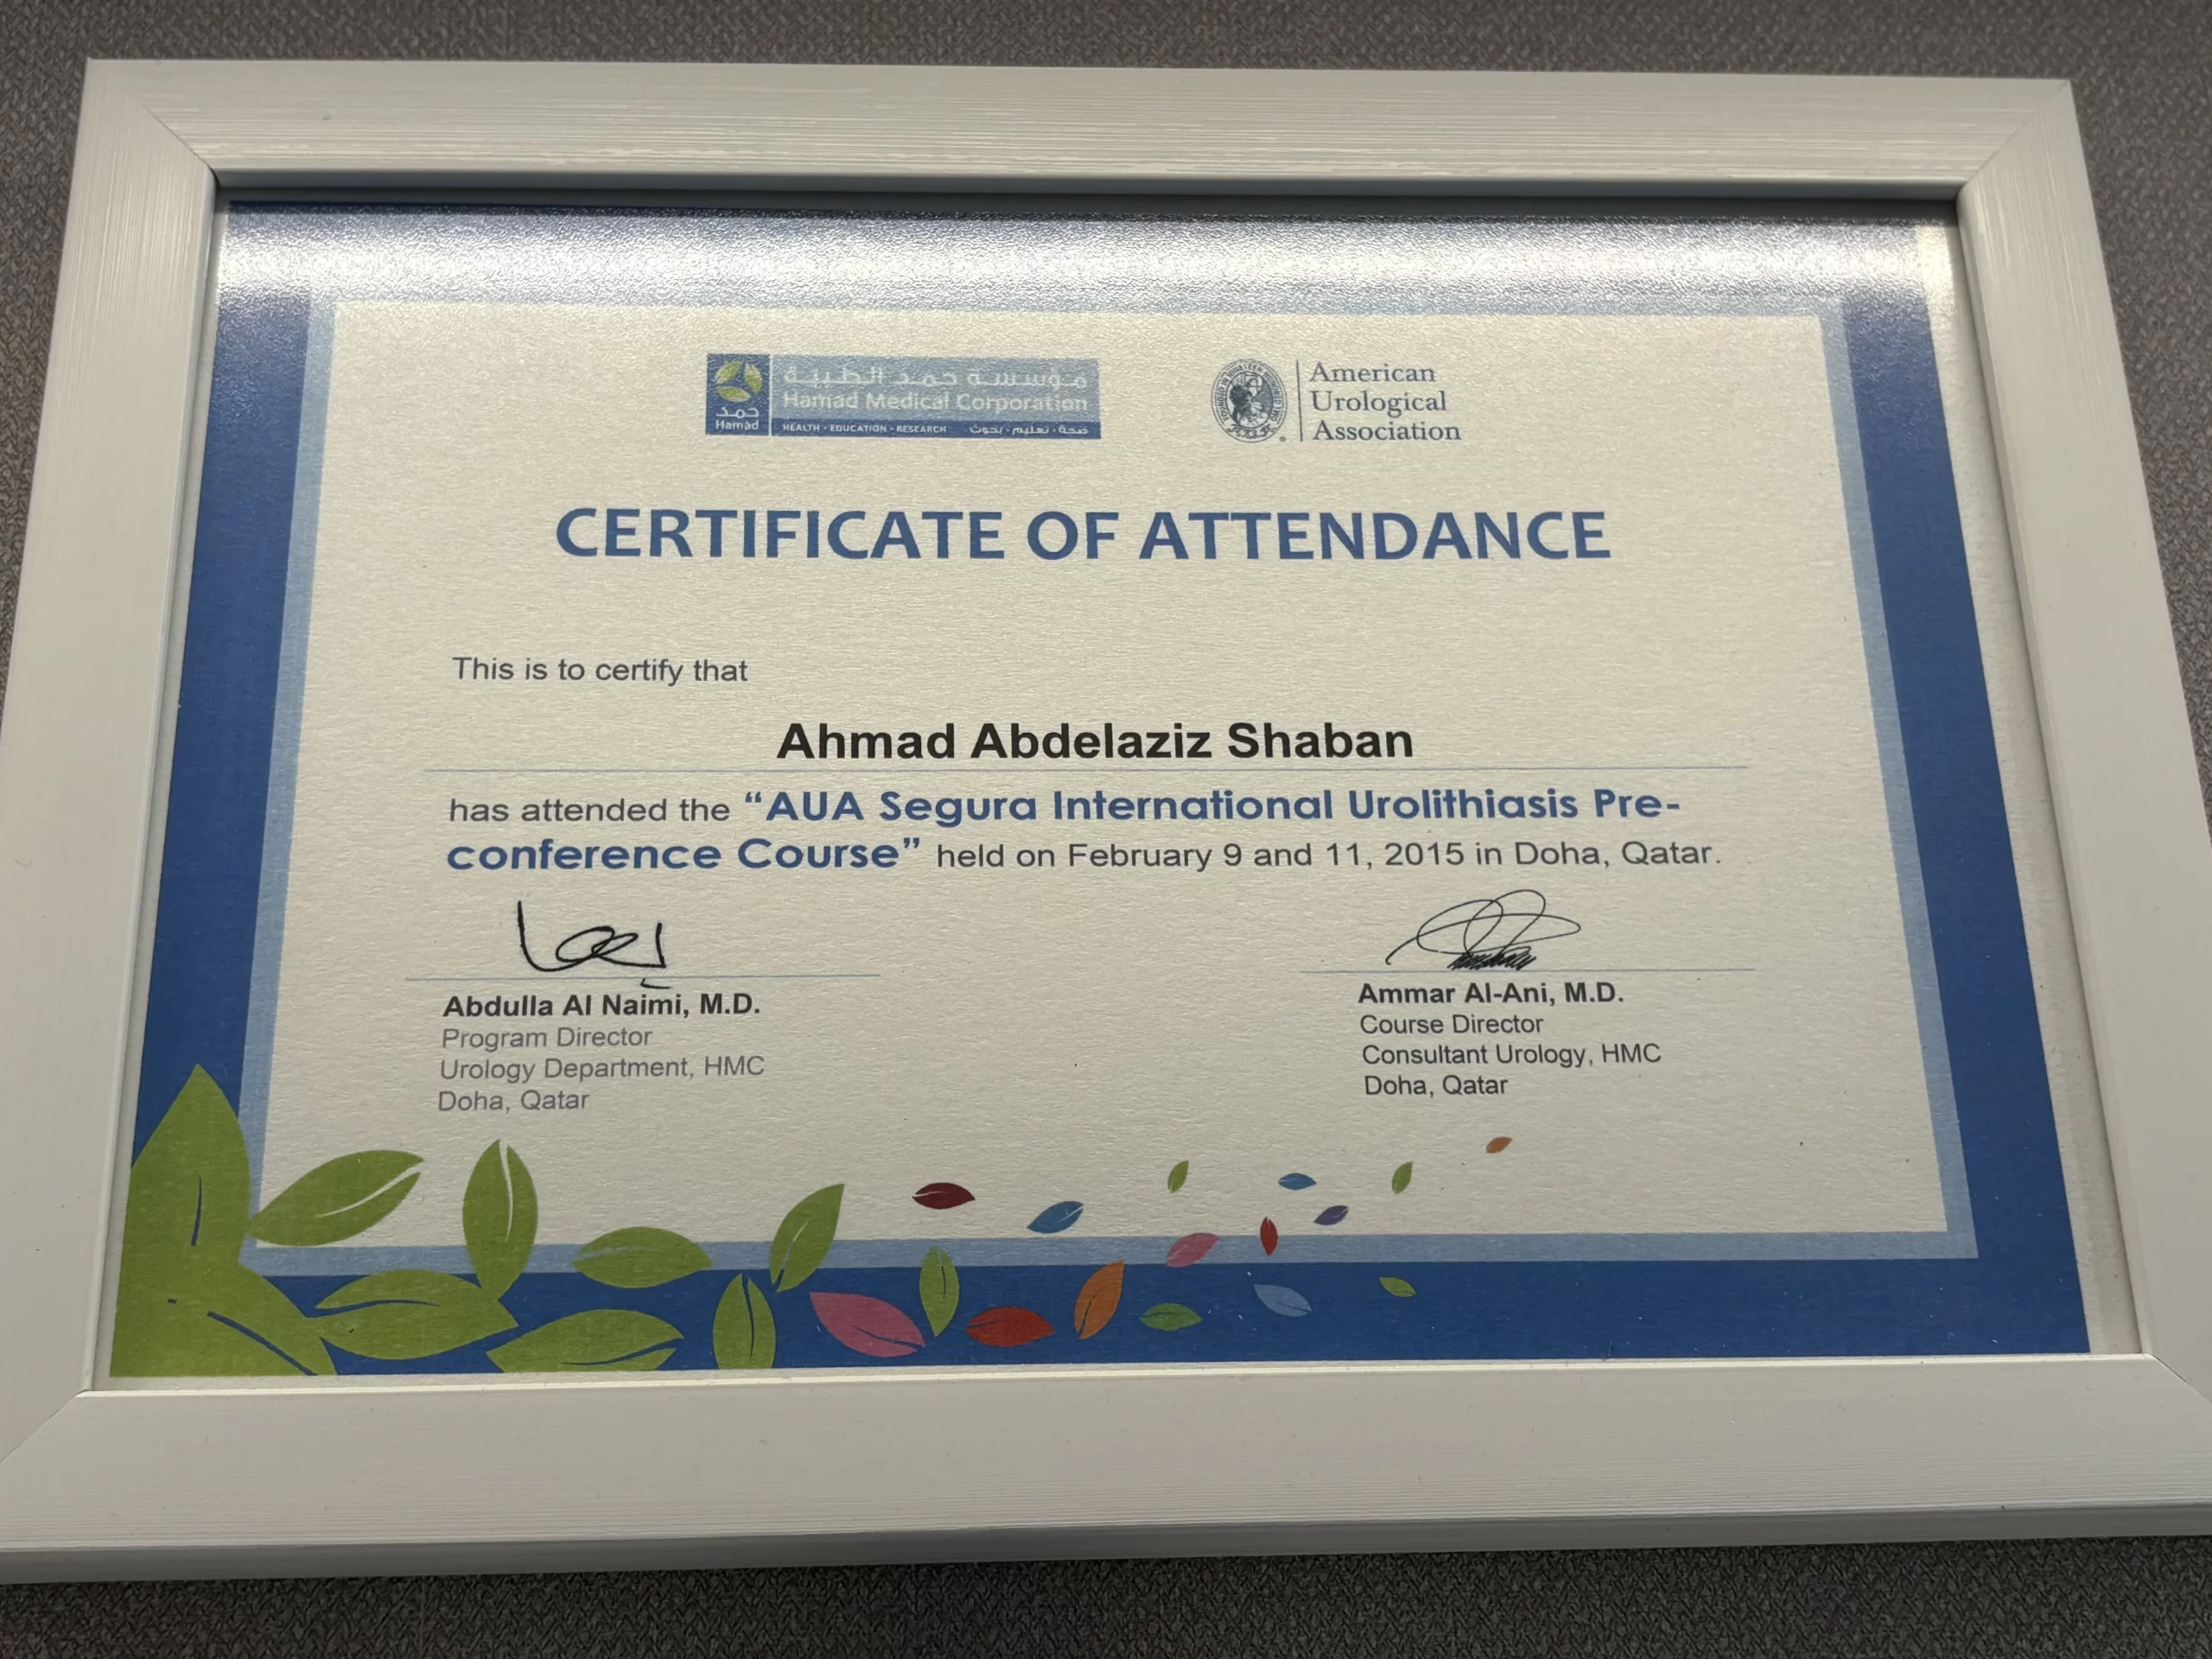 مؤسسة حمد الطبية
Hamad Medical Corporation
حمد
Hamad
HEALTH • EDUCATION • RESEARCH صحة • تعليم • بحوث
American
Urological
Association
CERTIFICATE OF ATTENDANCE
This is to certify that
Ahmad Abdelaziz Shaban
has attended the “AUA Segura International Urolithiasis Pre-
conference Course” held on February 9 and 11, 2015 in Doha, Qatar.
Abdulla Al Naimi, M.D.
Program Director
Urology Department, HMC
Doha, Qatar
Ammar Al-Ani, M.D.
Course Director
Consultant Urology, HMC
Doha, Qatar